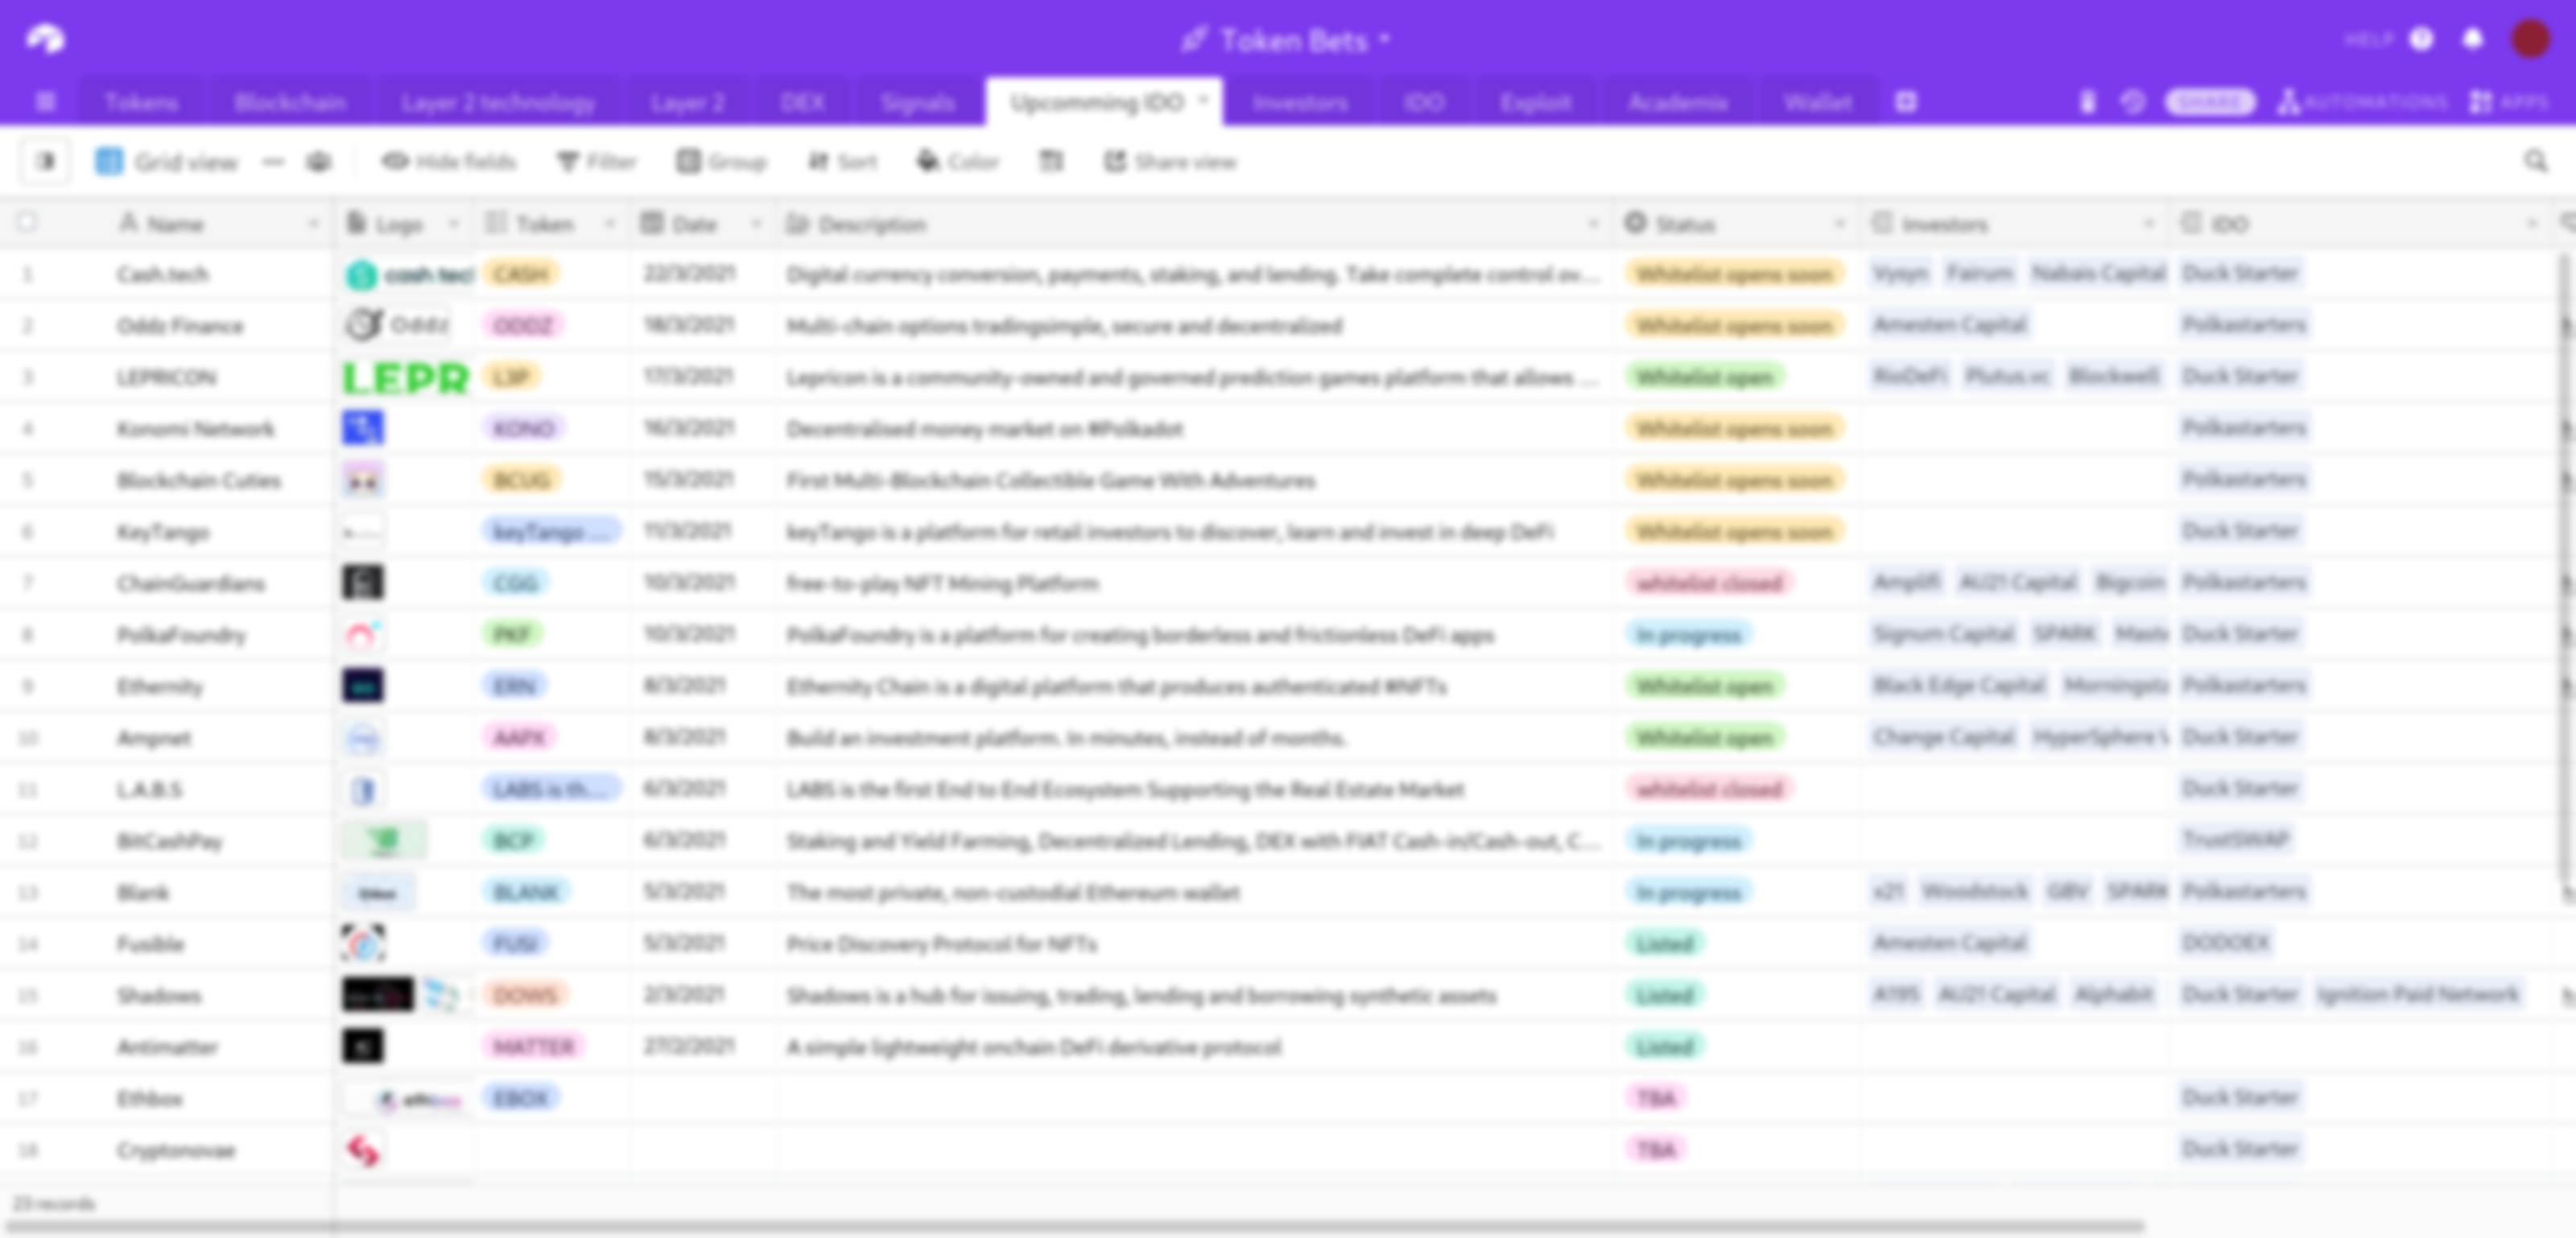 Token Bets
HELP
Tokens Blockchain Layer 2 technology Layer 2 DEX Signals Upcomming IDO Investors IDO Exploit Academix Wallet SHARE AUTOMATIONS APPS
Grid view Hide fields Filter Group Sort Color Share view
Name Logo Token Date Description Status Investors IDO
1 Cash.tech cash.tech CASH 22/3/2021 Digital currency conversion, payments, staking, and lending. Take complete control ov... Whitelist opens soon Vysyn Fairum Nabais Capital Duck Starter
2 Oddz Finance Oddz ODDZ 18/3/2021 Multi-chain options tradingsimple, secure and decentralized Whitelist opens soon Amesten Capital Polkastarters
3 LEPRICON LEPR L3P 17/3/2021 Lepricon is a community-owned and governed prediction games platform that allows ... Whitelist open RioDeFi Plutus.vc Blockwell Duck Starter
4 Konomi Network KONO 16/3/2021 Decentralised money market on #Polkadot Whitelist opens soon Polkastarters
5 Blockchain Cuties BCUG 15/3/2021 First Multi-Blockchain Collectible Game With Adventures Whitelist opens soon Polkastarters
6 KeyTango keyTango ... 11/3/2021 keyTango is a platform for retail investors to discover, learn and invest in deep DeFi Whitelist opens soon Duck Starter
7 ChainGuardians CGG 10/3/2021 free-to-play NFT Mining Platform whitelist closed Amplifi AU21 Capital Bigcoin Polkastarters
8 PolkaFoundry PKF 10/3/2021 PolkaFoundry is a platform for creating borderless and frictionless DeFi apps In progress Signum Capital SPARK Maste Duck Starter
9 Ethernity ERN 8/3/2021 Ethernity Chain is a digital platform that produces authenticated #NFTs Whitelist open Black Edge Capital Morningsta Polkastarters
10 Ampnet AAPX 8/3/2021 Build an investment platform. In minutes, instead of months. Whitelist open Change Capital HyperSphere V Duck Starter
11 L.A.B.S LABS is th... 6/3/2021 LABS is the first End to End Ecosystem Supporting the Real Estate Market whitelist closed Duck Starter
12 BitCashPay BCP 6/3/2021 Staking and Yield Farming, Decentralized Lending, DEX with FIAT Cash-in/Cash-out, C... In progress TrustSWAP
13 Blank BLANK 5/3/2021 The most private, non-custodial Ethereum wallet In progress x21 Woodstock GBV SPARK Polkastarters
14 Fusible FUSI 5/3/2021 Price Discovery Protocol for NFTs Listed Amesten Capital DODOEX
15 Shadows DOWS 2/3/2021 Shadows is a hub for issuing, trading, lending and borrowing synthetic assets Listed A195 AU21 Capital Alphabit Duck Starter Ignition Paid Network
16 Antimatter MATTER 27/2/2021 A simple lightweight onchain DeFi derivative protocol Listed
17 Ethbox ethbox EBOX TBA Duck Starter
18 Cryptonovae TBA Duck Starter
23 records